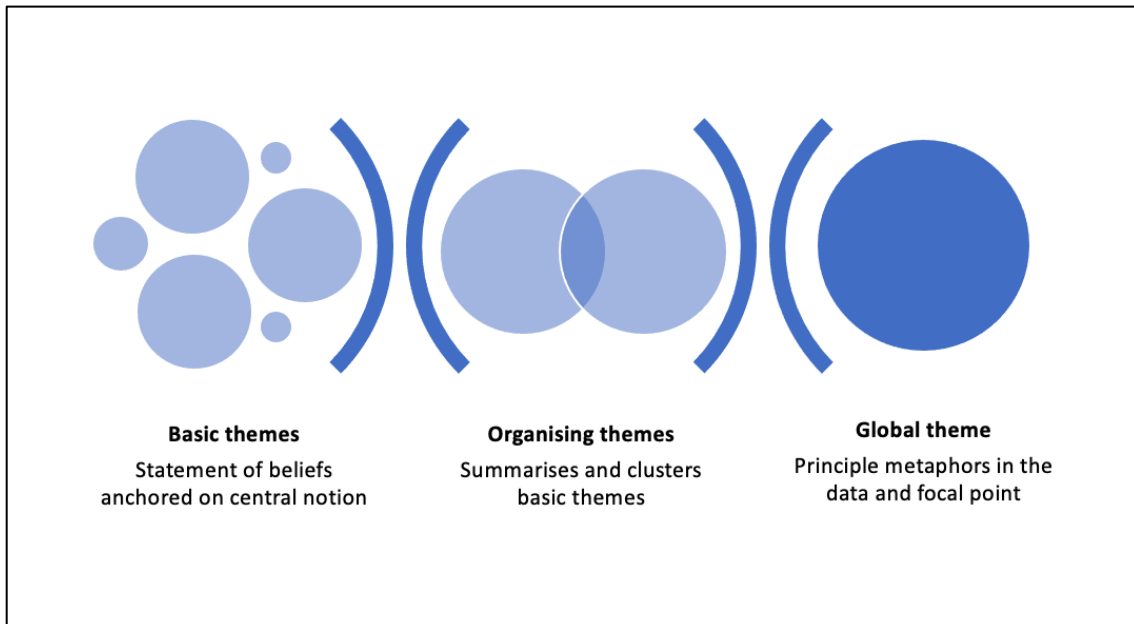 Basic themes
Statement of beliefs
anchored on central notion
Organising themes
Summarises and clusters
basic themes
Global theme
Principle metaphors in the
data and focal point